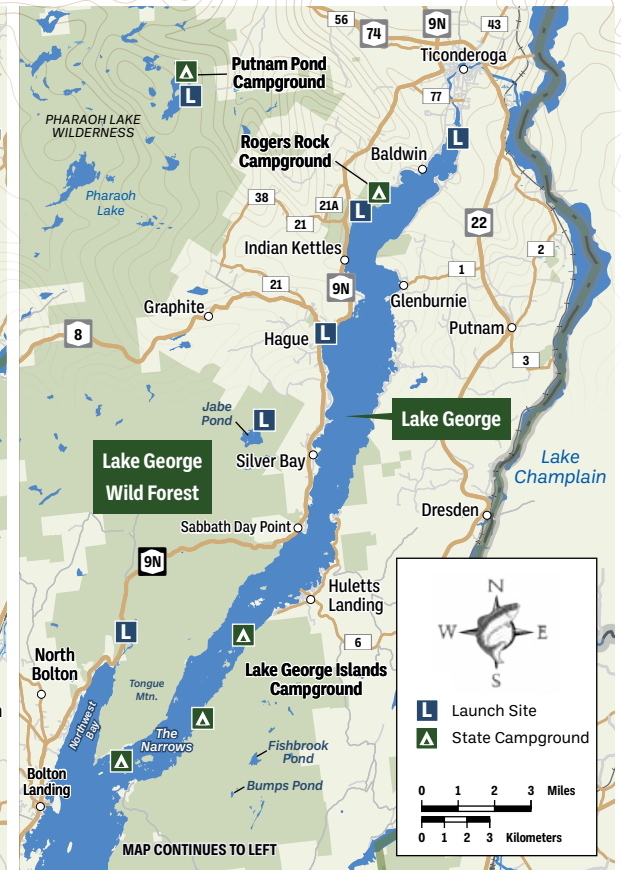 56
74
9N
43
Ticonderoga
Putnam Pond
Campground
L
77
PHARAOH LAKE
WILDERNESS
Rogers Rock
Campground
Baldwin
L
Pharaoh
Lake
38
21A
L
21
22
Indian Kettles
2
1
21
9N
Glenburnie
Graphite
Putnam
8
Hague
L
3
Jabe
Pond
L
Lake George
Lake George
Wild Forest
Silver Bay
Lake
Champlain
Dresden
Sabbath Day Point
9N
Huletts
Landing
L
6
North
Bolton
Lake George Islands
Campground
Tongue
Mtn.
Northwest
Bay
The
Narrows
Fishbrook
Pond
Bolton
Landing
Bumps Pond
MAP CONTINUES TO LEFT
N
W
E
S
L Launch Site
State Campground
0 1 2 3 Miles
0 1 2 3 Kilometers